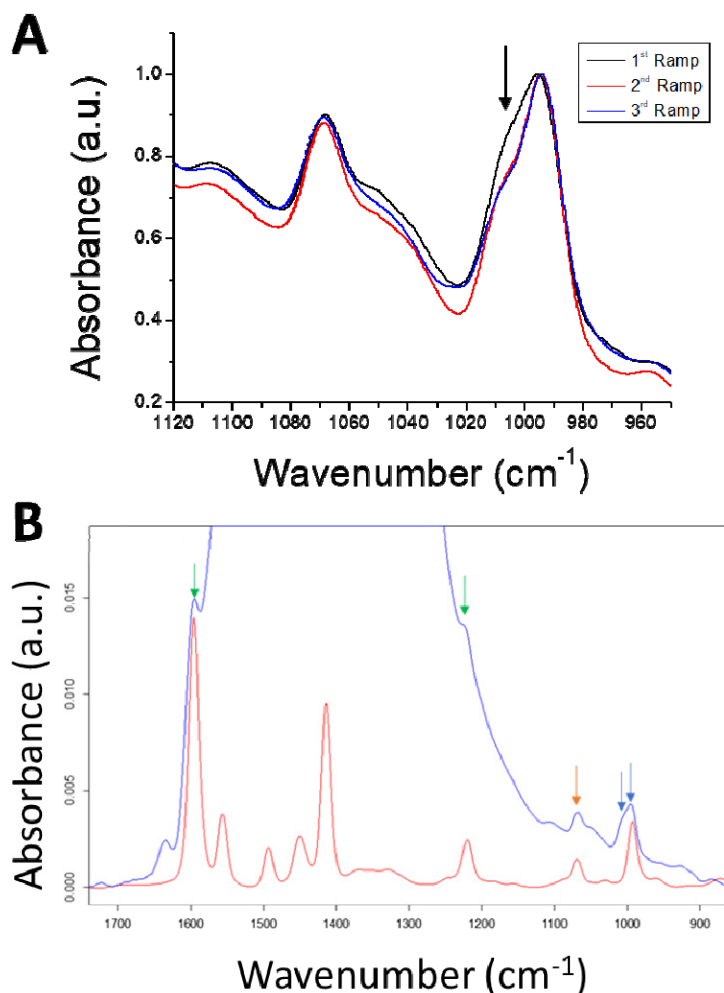 A
Absorbance (a.u.)
1.0
0.8
0.6
0.4
0.2
1st Ramp
2nd Ramp
3rd Ramp
1120 1100 1080 1060 1040 1020 1000 980 960
Wavenumber (cm-1)
B
Absorbance (a.u.)
0.015
0.010
0.005
0.000
1700 1600 1500 1400 1300 1200 1100 1000 900
Wavenumber (cm-1)